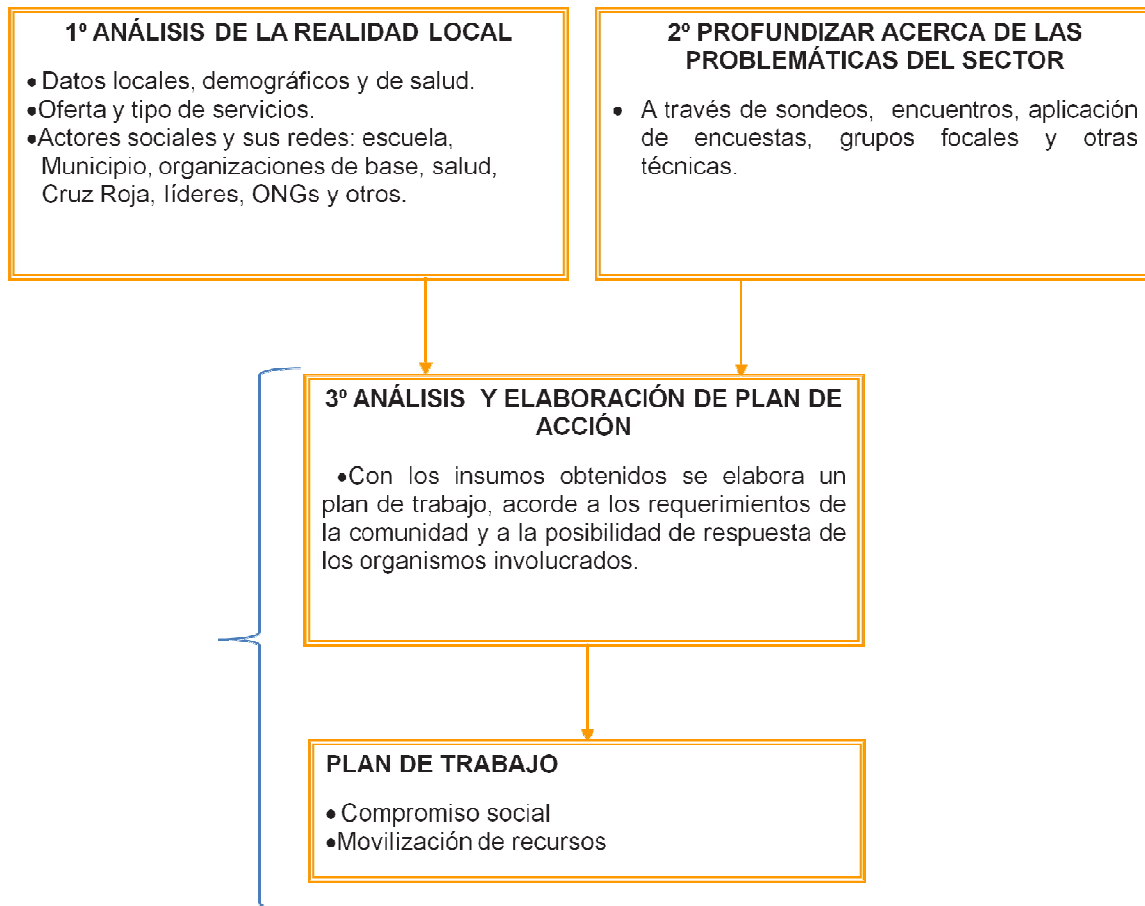 1º ANÁLISIS DE LA REALIDAD LOCAL
•Datos locales, demográficos y de salud.
•Oferta y tipo de servicios.
•Actores sociales y sus redes: escuela,
Municipio, organizaciones de base, salud,
Cruz Roja, líderes, ONGs y otros.
2º PROFUNDIZAR ACERCA DE LAS
PROBLEMÁTICAS DEL SECTOR
• A través de sondeos, encuentros, aplicación
de encuestas, grupos focales y otras
técnicas.
3º ANÁLISIS Y ELABORACIÓN DE PLAN DE
ACCIÓN
•Con los insumos obtenidos se elabora un
plan de trabajo, acorde a los requerimientos de
la comunidad y a la posibilidad de respuesta de
los organismos involucrados.
PLAN DE TRABAJO
• Compromiso social
•Movilización de recursos